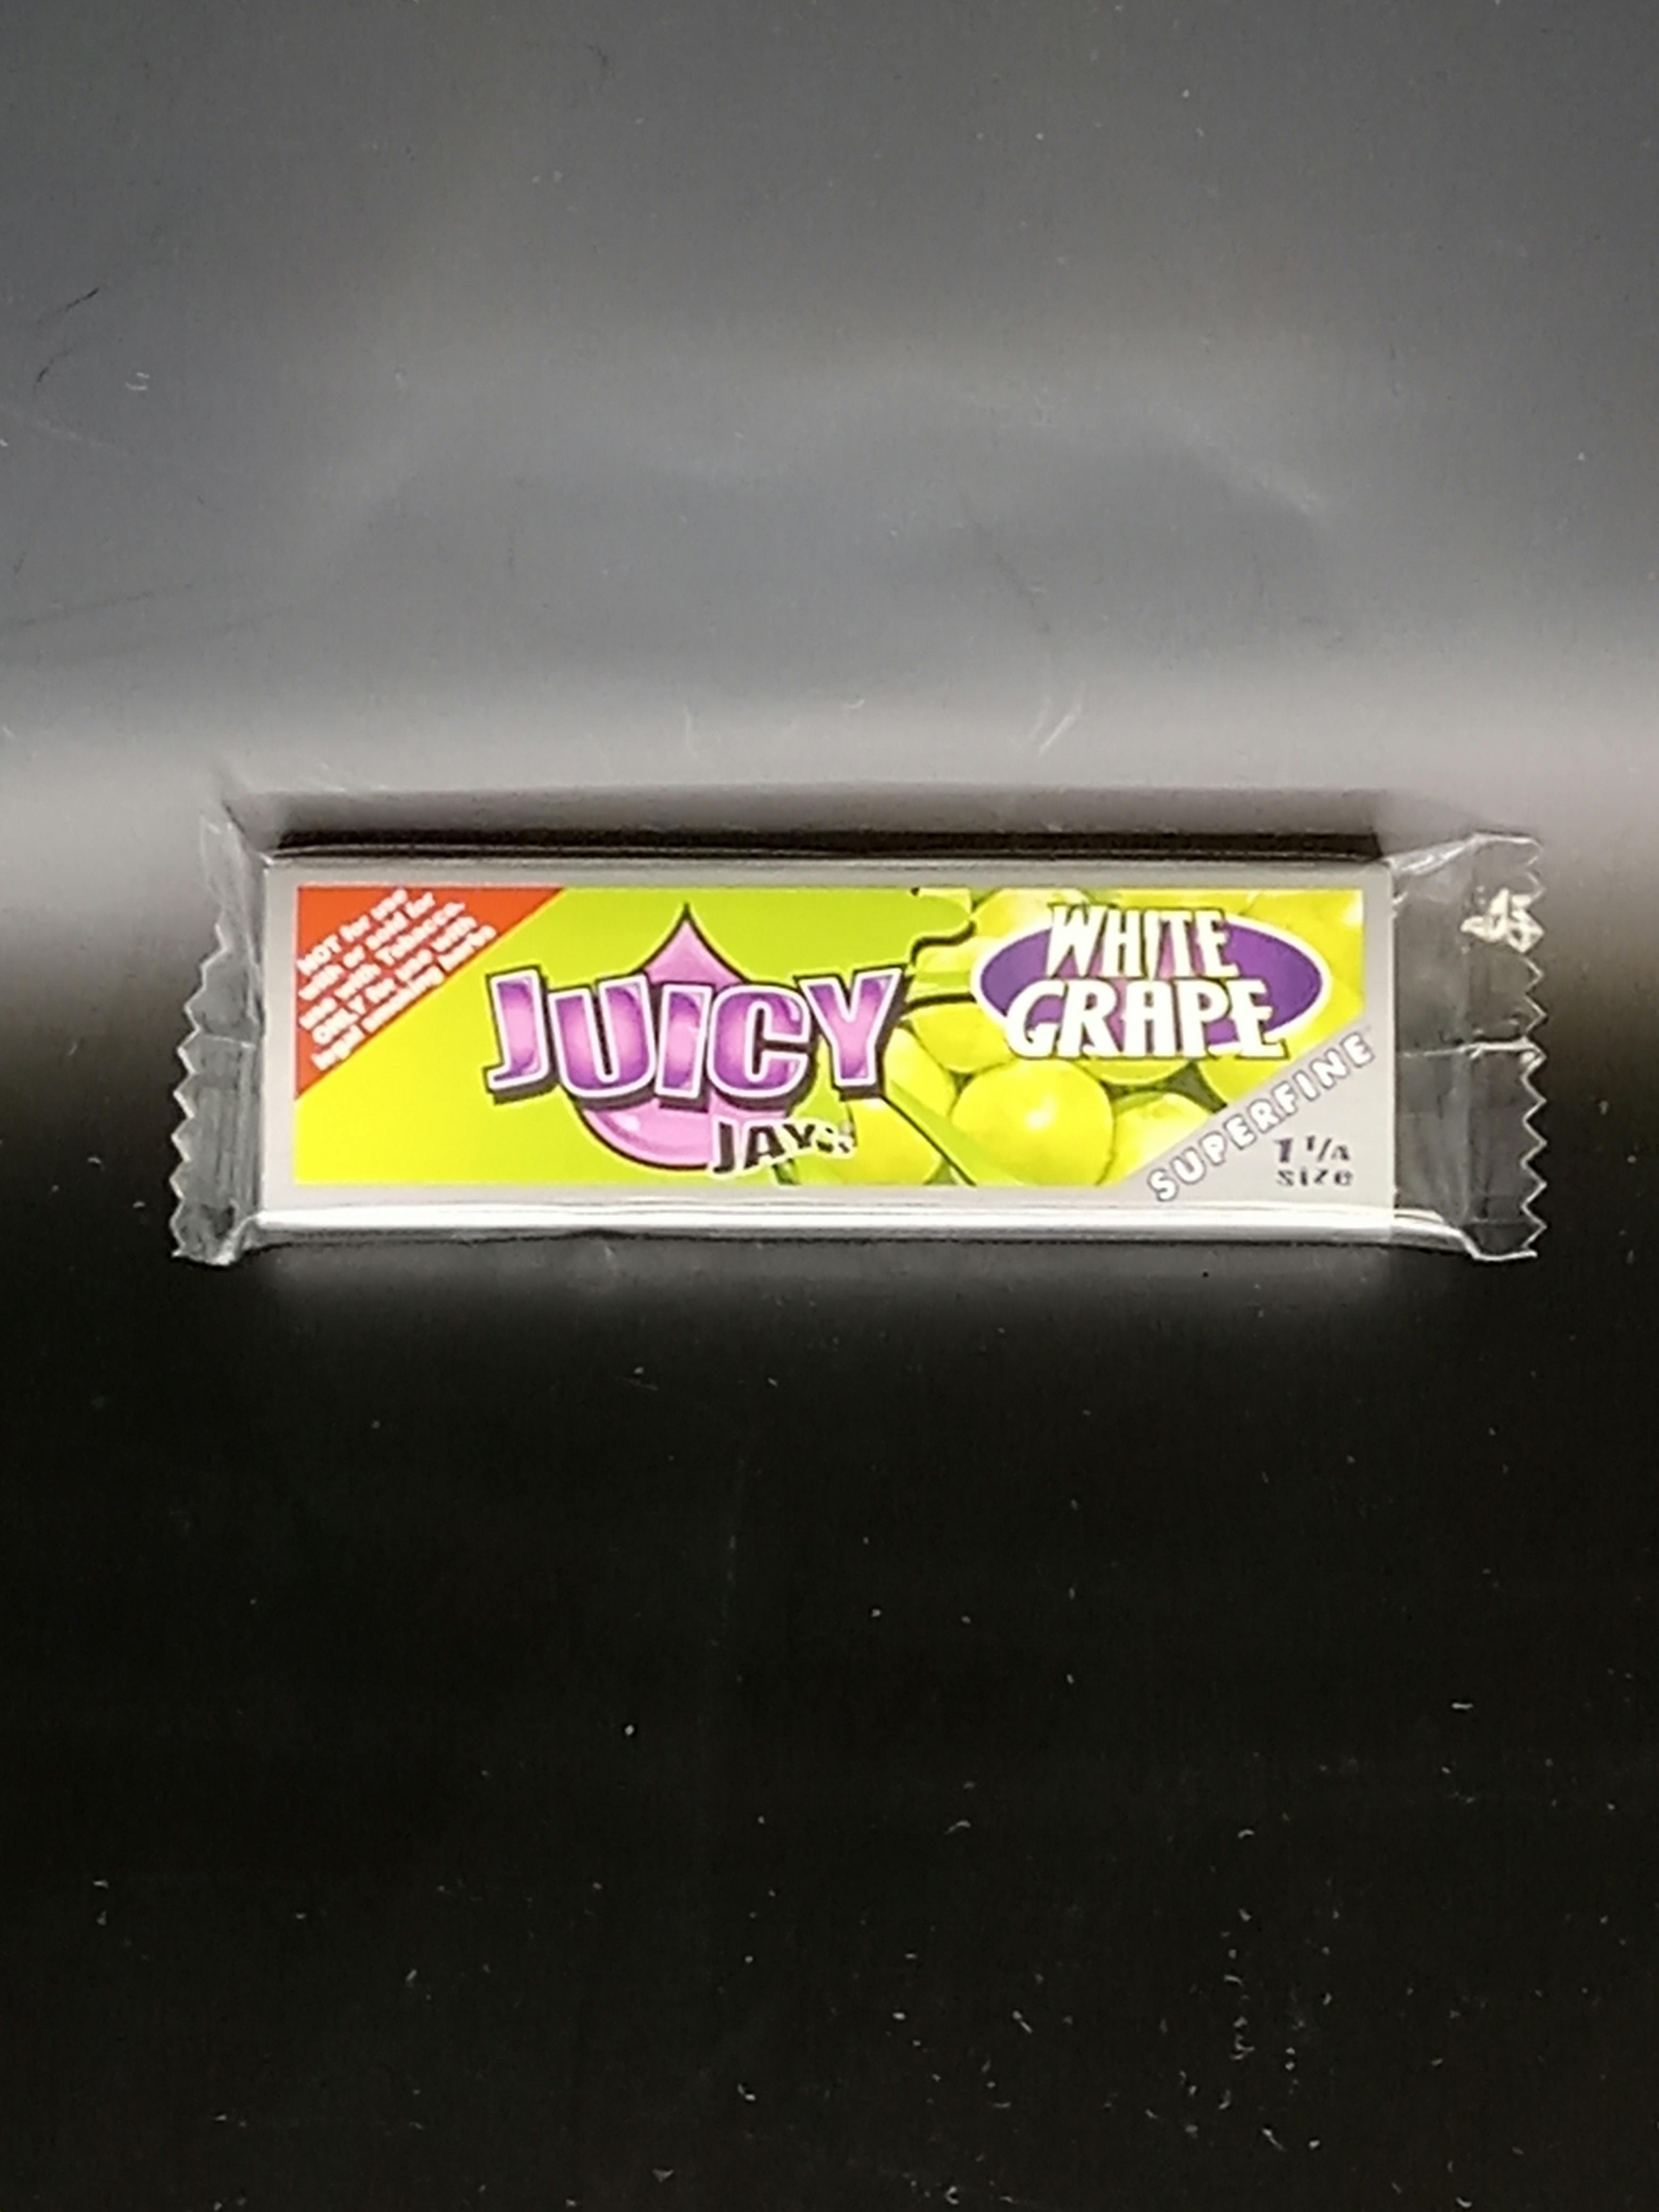 NOT for use
with or sold for
use with Tobacco.
ONLY for use with
legal smoking herbs
JUICY
JAY'S
WHITE
GRAPE
SUPERFINE
1 1/4
size